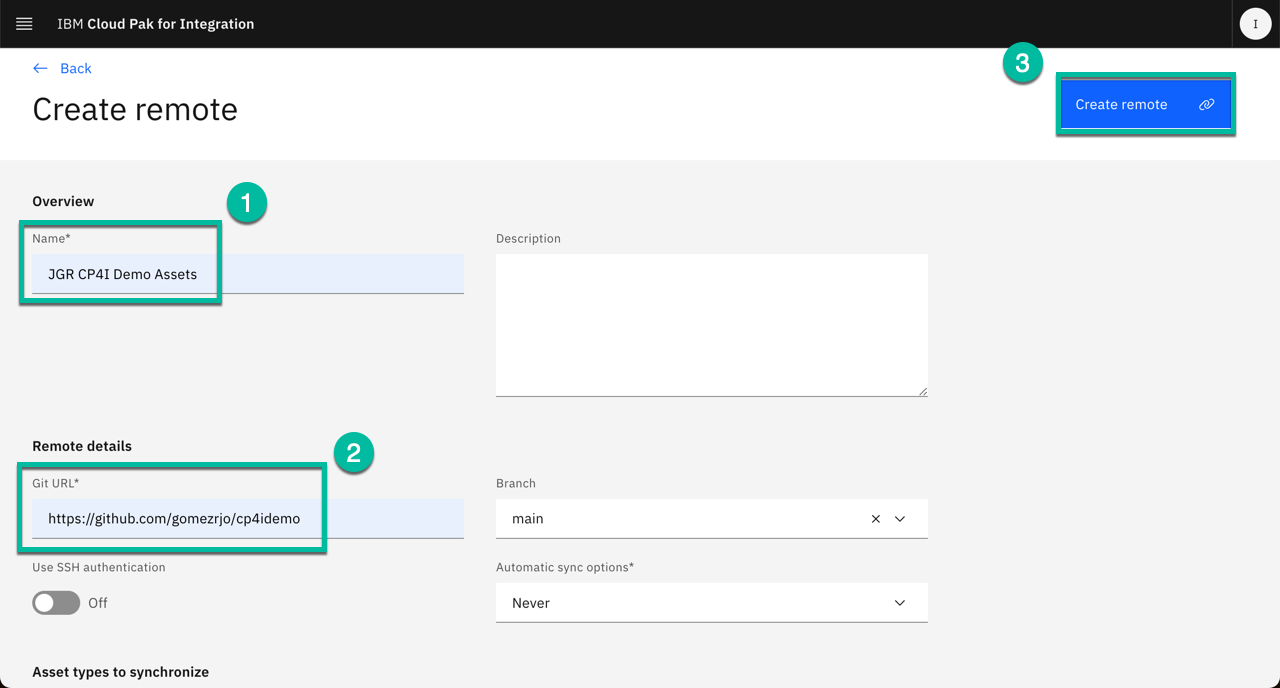 IBM Cloud Pak for Integration
I
Back
3
Create remote
Create remote
Overview
1
Name*
Description
JGR CP4I Demo Assets
Remote details
2
Git URL*
Branch
https://github.com/gomezrjo/cp4idemo
main
Use SSH authentication
Automatic sync options*
Off
Never
Asset types to synchronize